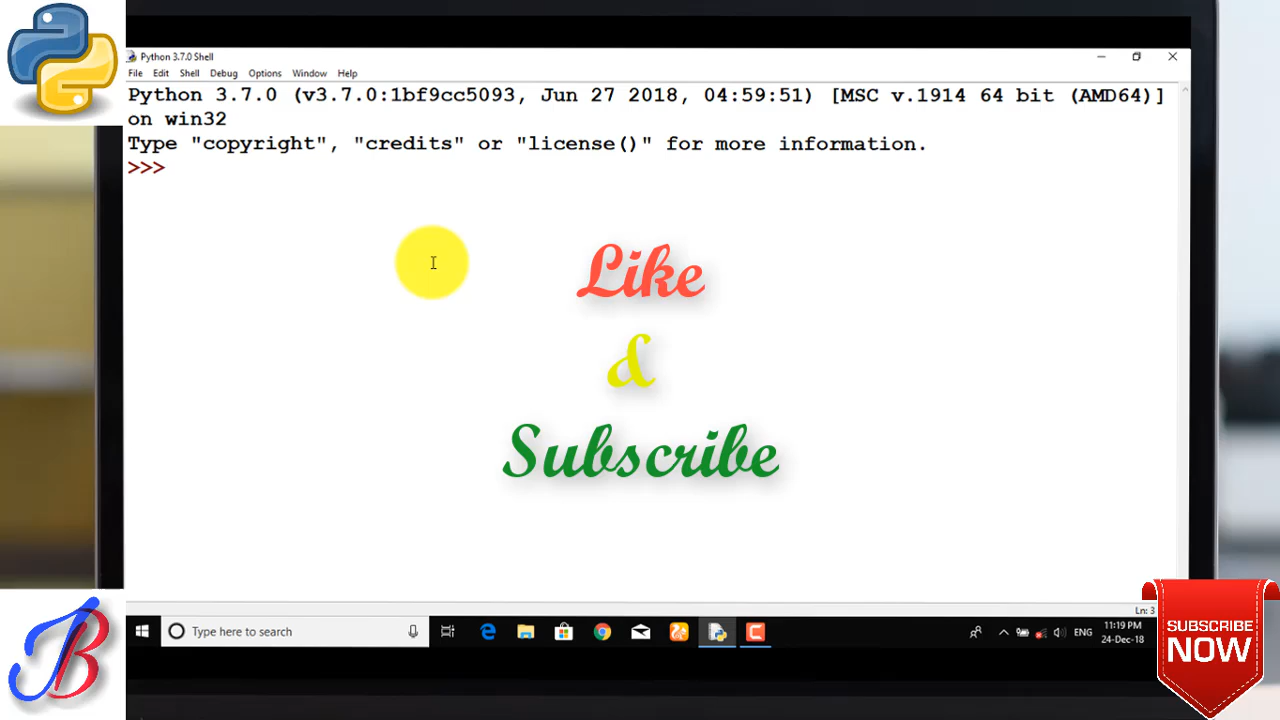 Python 3.7.0 Shell
File Edit Shell Debug Options Window Help
Python 3.7.0 (v3.7.0:1bf9cc5093, Jun 27 2018, 04:59:51) [MSC v.1914 64 bit (AMD64)]
on win32
Type "copyright", "credits" or "license()" for more information.
>>>
Like
&
Subscribe
Ln: 3
Type here to search
ENG
11:19 PM
24-Dec-18
JB
SUBSCRIBE
NOW